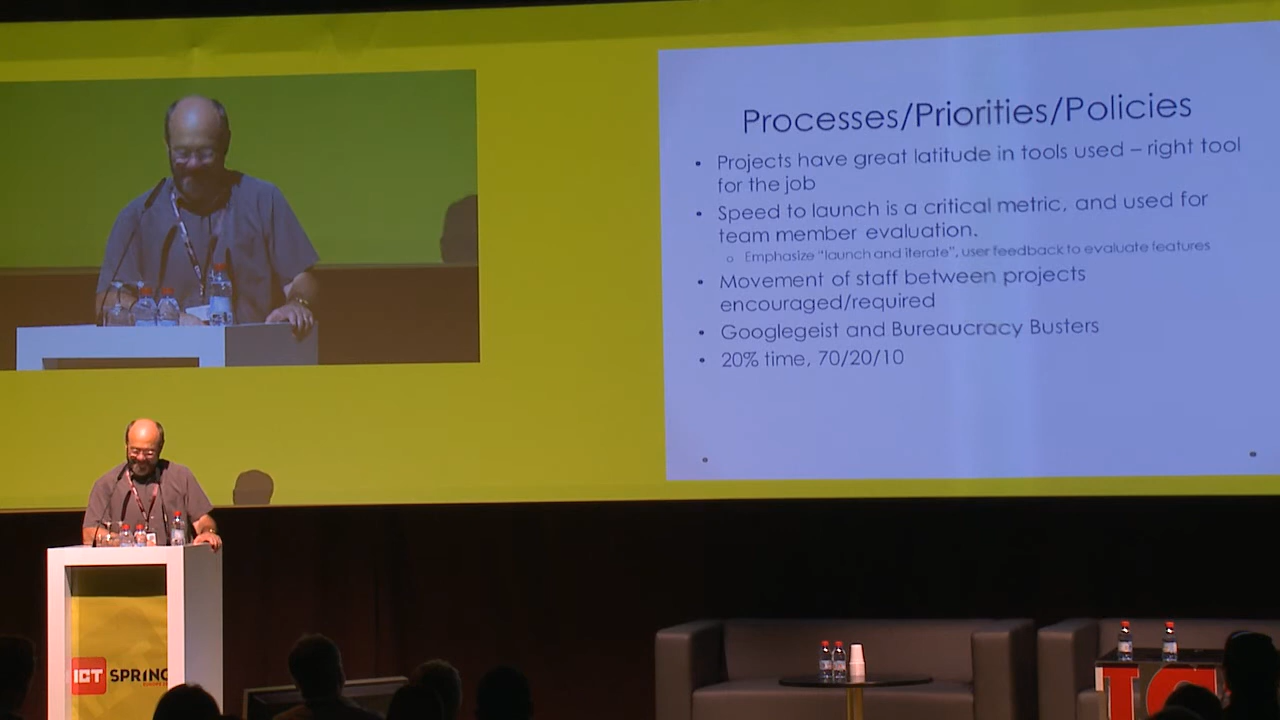 Processes/Priorities/Policies
• Projects have great latitude in tools used – right tool
for the job
• Speed to launch is a critical metric, and used for
team member evaluation.
o Emphasize "launch and iterate", user feedback to evaluate features
• Movement of staff between projects
encouraged/required
• Googlegeist and Bureaucracy Busters
• 20% time, 70/20/10
ICT SPRING